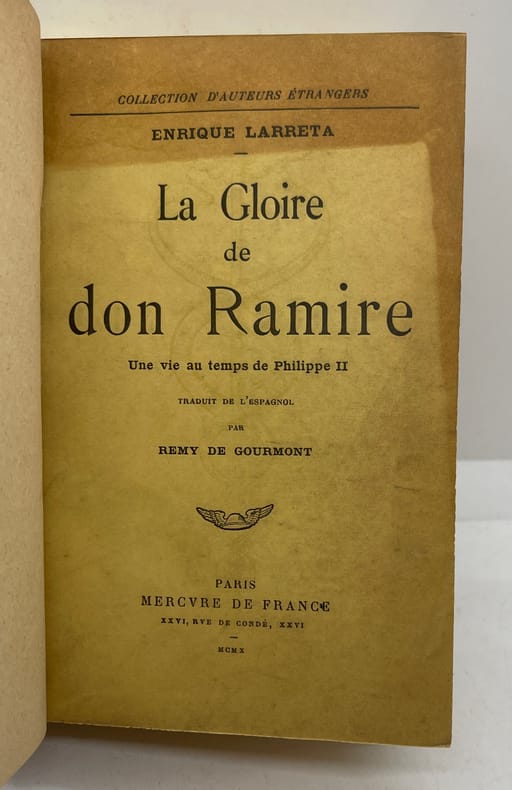 COLLECTION D'AUTEURS ÉTRANGERS
ENRIQUE LARRETA
La Gloire
de
don Ramire
Une vie au temps de Philippe II
TRADUIT DE L'ESPAGNOL
PAR
REMY DE GOURMONT
PARIS
MERCVRE DE FRANCE
XXVI, RVE DE CONDÉ, XXVI
MCMX